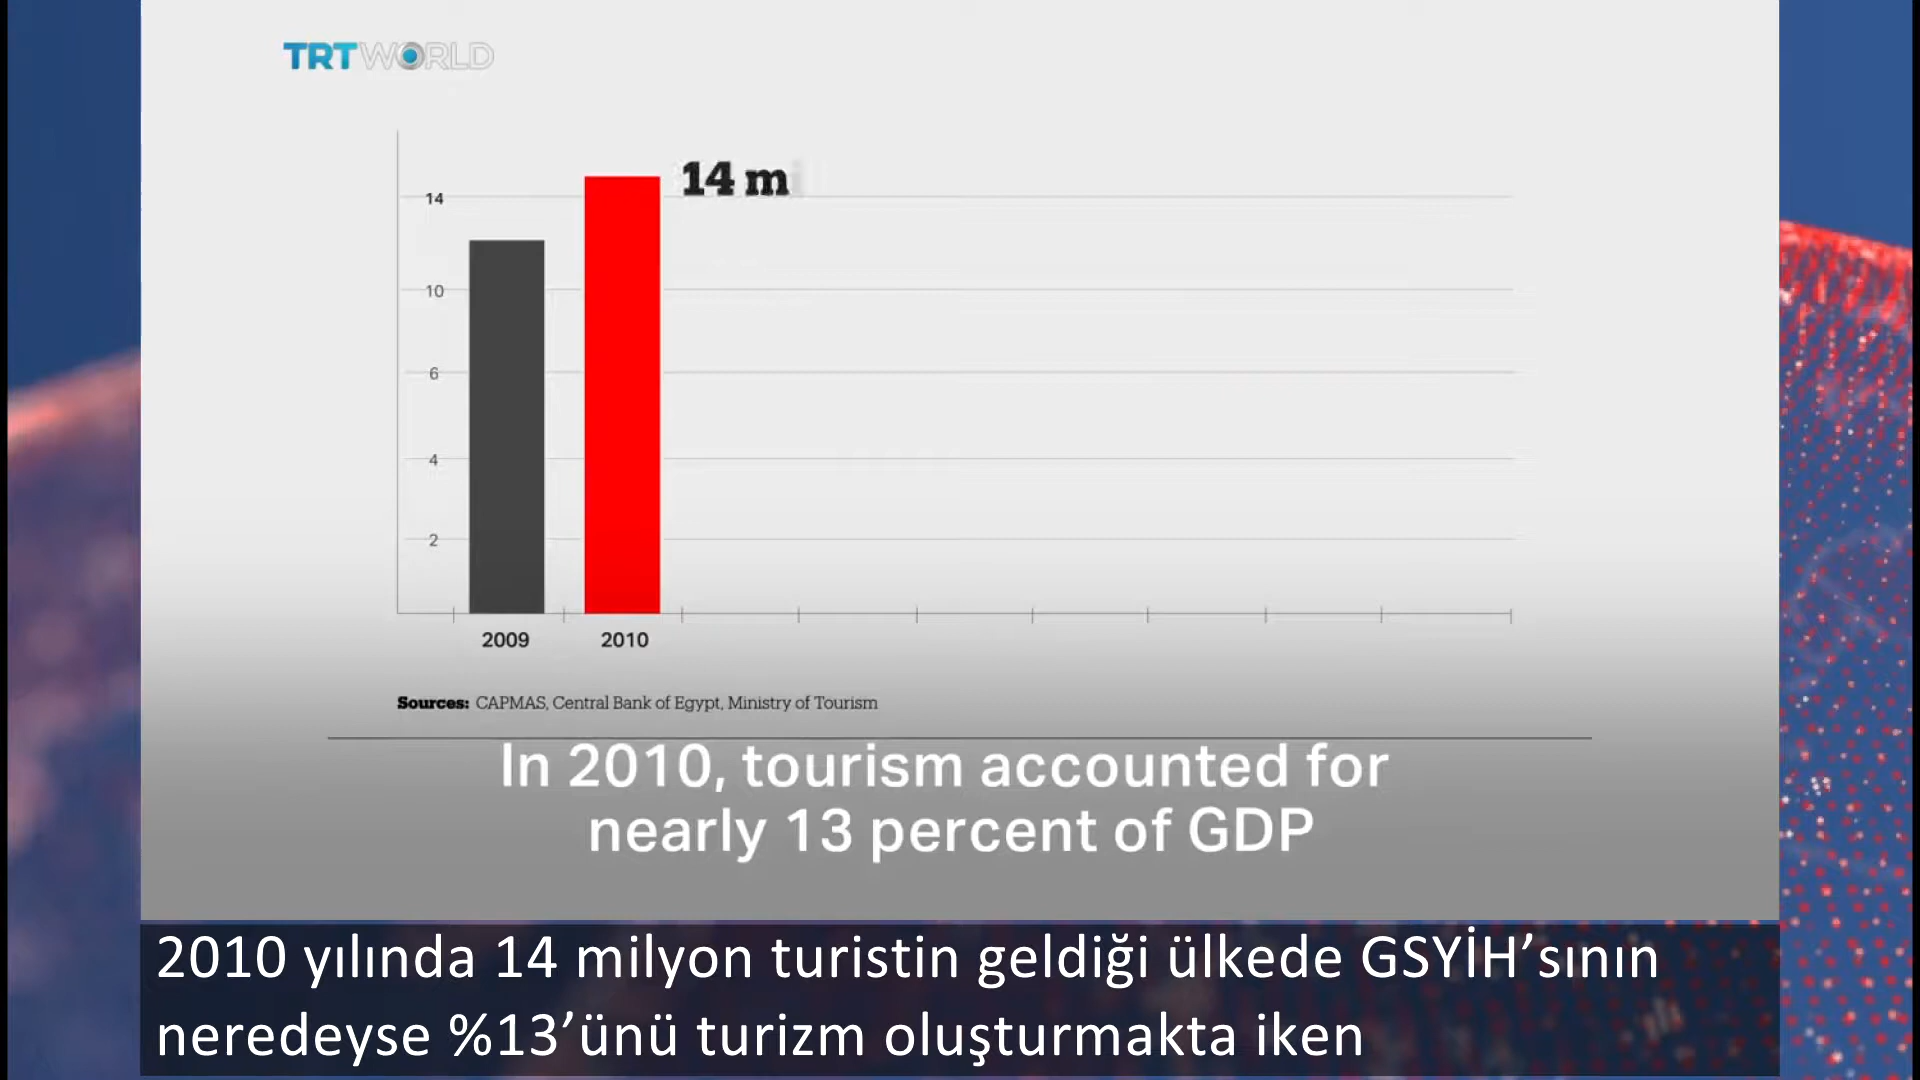 TRT WORLD
14 m
14
10
6
4
2
2009 2010
Sources: CAPMAS, Central Bank of Egypt, Ministry of Tourism
In 2010, tourism accounted for
nearly 13 percent of GDP
2010 yılında 14 milyon turistin geldiği ülkede GSYİH’sının
neredeyse %13’ünü turizm oluşturmakta iken